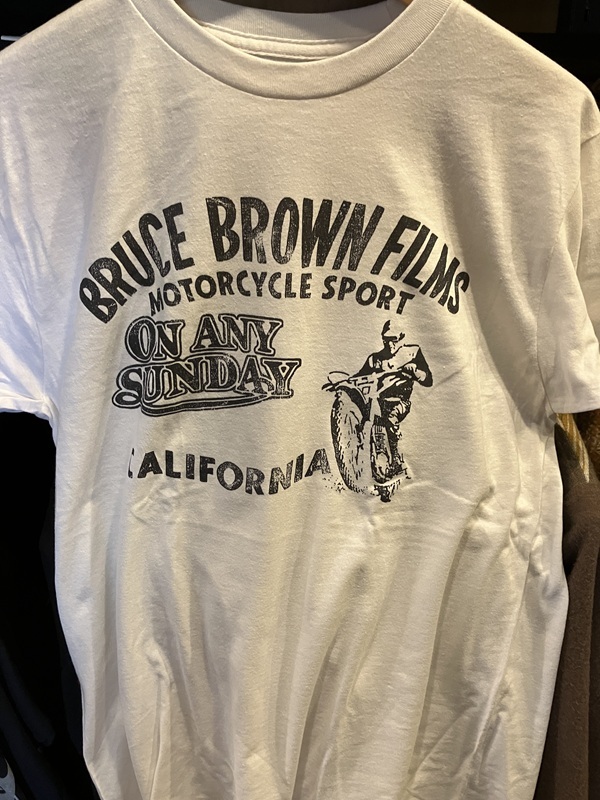 BRUCE BROWN FILMS
MOTORCYCLE SPORT
ON ANY
SUNDAY
CALIFORNIA